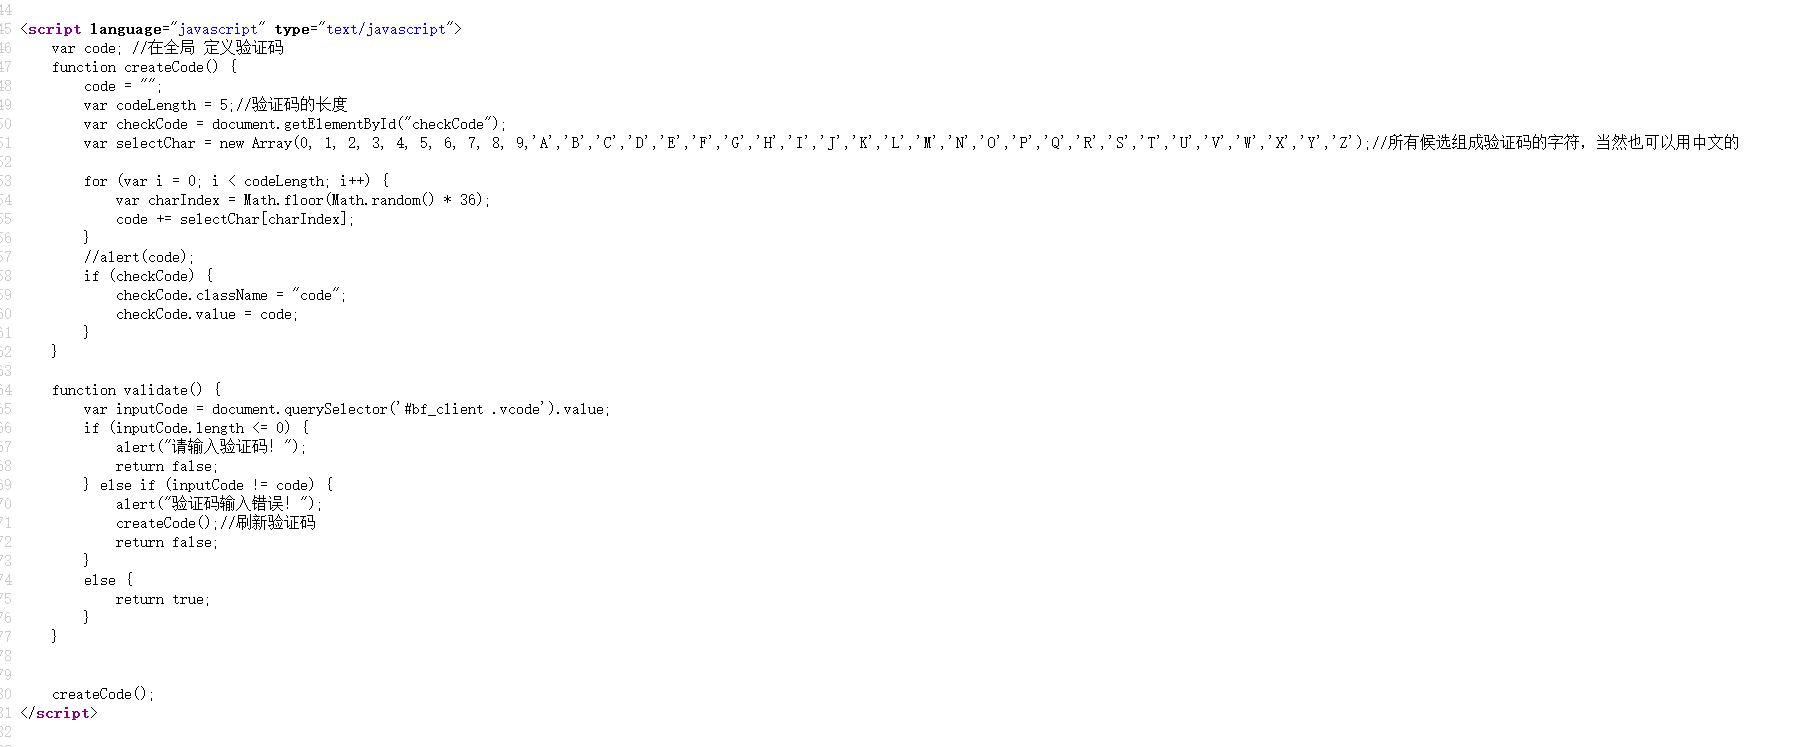 44
45 <script language="javascript" type="text/javascript">
46 var code; //在全局 定义验证码
47 function createCode() {
48 code = "";
49 var codeLength = 5;//验证码的长度
50 var checkCode = document.getElementById("checkCode");
51 var selectChar = new Array(0, 1, 2, 3, 4, 5, 6, 7, 8, 9,'A','B','C','D','E','F','G','H','I','J','K','L','M','N','O','P','Q','R','S','T','U','V','W','X','Y','Z');//所有候选组成验证码的字符，当然也可以用中文的
52
53 for (var i = 0; i < codeLength; i++) {
54 var charIndex = Math.floor(Math.random() * 36);
55 code += selectChar[charIndex];
56 }
57 //alert(code);
58 if (checkCode) {
59 checkCode.className = "code";
60 checkCode.value = code;
61 }
62 }
63
64 function validate() {
65 var inputCode = document.querySelector('#bf_client .vcode').value;
66 if (inputCode.length <= 0) {
67 alert("请输入验证码！");
68 return false;
69 } else if (inputCode != code) {
70 alert("验证码输入错误！");
71 createCode();//刷新验证码
72 return false;
73 }
74 else {
75 return true;
76 }
77 }
78
79
80 createCode();
81 </script>
82